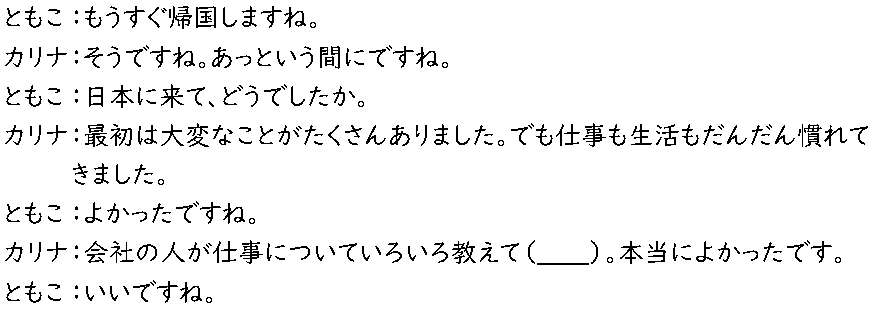 ともこ：もうすぐ帰国しますね。
カリナ：そうですね。あっという間にですね。
ともこ：日本に来て、どうでしたか。
カリナ：最初は大変なことがたくさんありました。でも仕事も生活もだんだん慣れて
きました。
ともこ：よかったですね。
カリナ：会社の人が仕事についていろいろ教えて（____）。本当によかったです。
ともこ：いいですね。